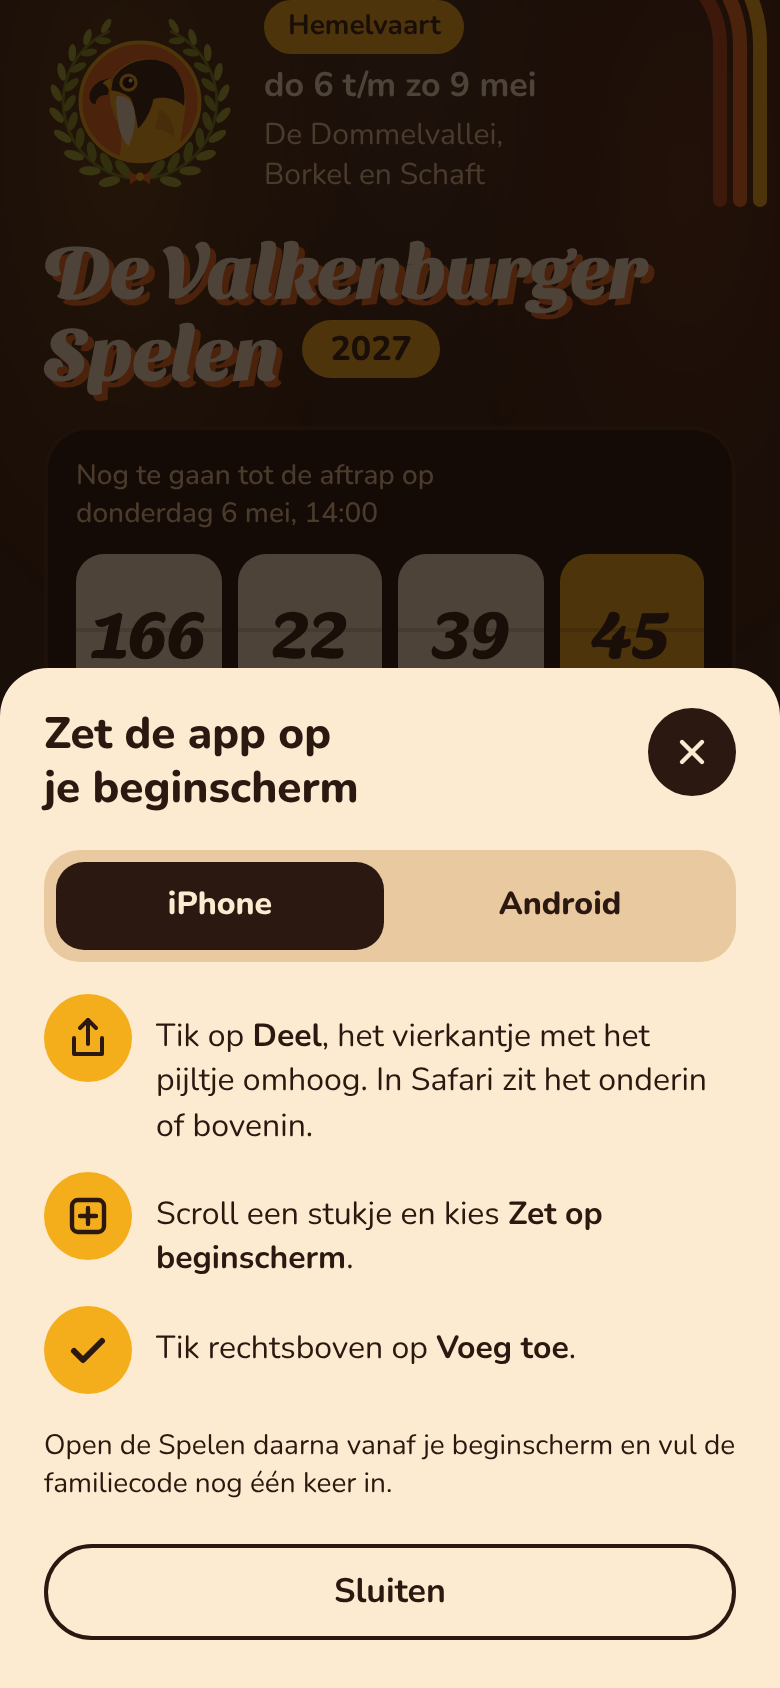 Hemelvaart
do 6 t/m zo 9 mei
De Dommelvallei,
Borkel en Schaft
De Valkenburger
Spelen 2027
Nog te gaan tot de aftrap op
donderdag 6 mei, 14:00
166 22 39 45
Zet de app op
je beginscherm
iPhone Android
Tik op Deel, het vierkantje met het
pijltje omhoog. In Safari zit het onderin
of bovenin.
Scroll een stukje en kies Zet op
beginscherm.
Tik rechtsboven op Voeg toe.
Open de Spelen daarna vanaf je beginscherm en vul de
familiecode nog één keer in.
Sluiten